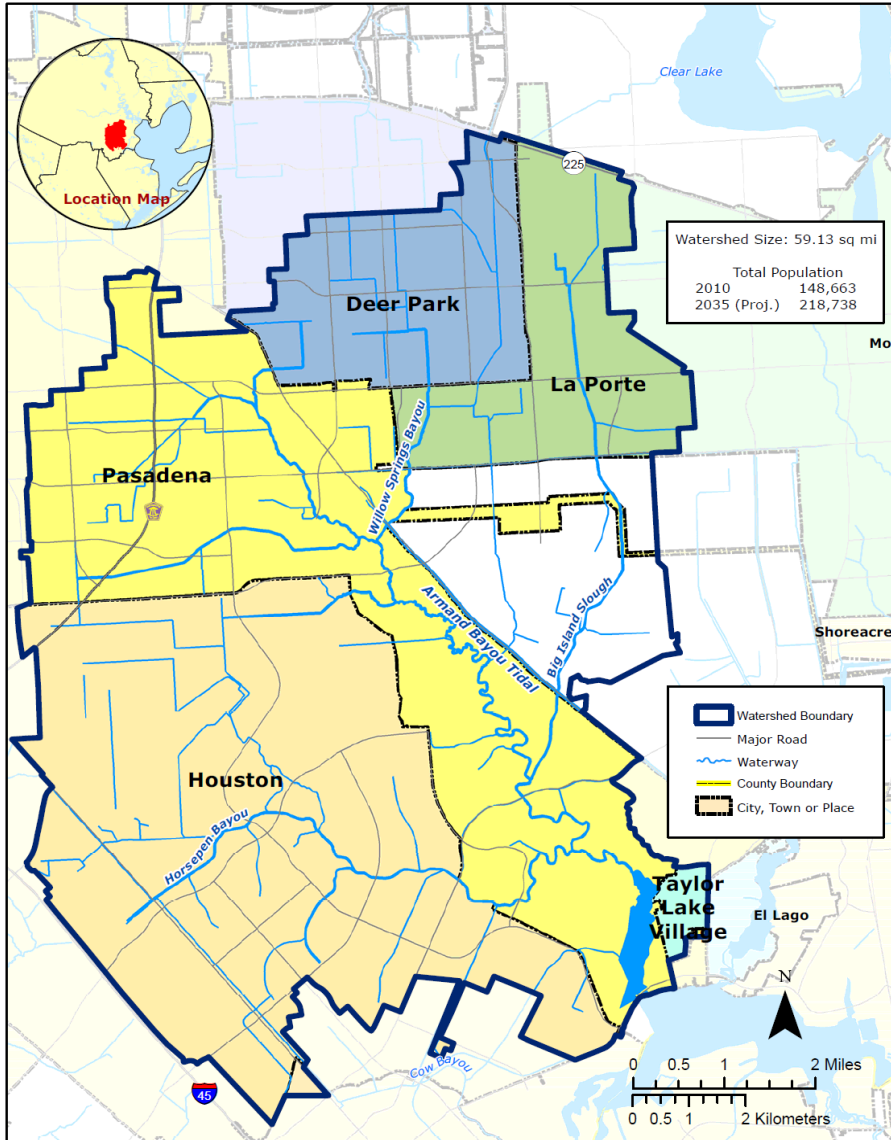 Clear Lake
225
Location Map
Watershed Size: 59.13 sq mi
Total Population
2010 148,663
2035 (Proj.) 218,738
Deer Park
Mo
La Porte
Willow Springs Bayou
Pasadena
Armand Bayou Tidal
Big Island Slough
Shoreacre
Watershed Boundary
Major Road
Waterway
County Boundary
City, Town or Place
Houston
Horsepen Bayou
Taylor
Lake
Village
El Lago
N
Cow Bayou
45
0 0.5 1 2 Miles
0 0.5 1 2 Kilometers